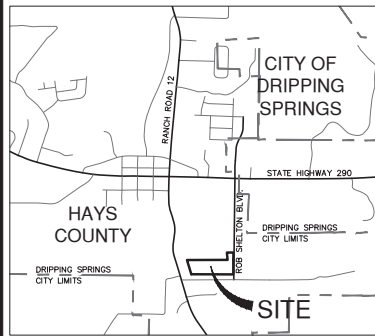 CITY OF
DRIPPING
SPRINGS
RANCH ROAD 12
STATE HIGHWAY 290
HAYS
COUNTY
ROB SHELTON BLVD.
DRIPPING SPRINGS
CITY LIMITS
DRIPPING SPRINGS
CITY LIMITS
SITE